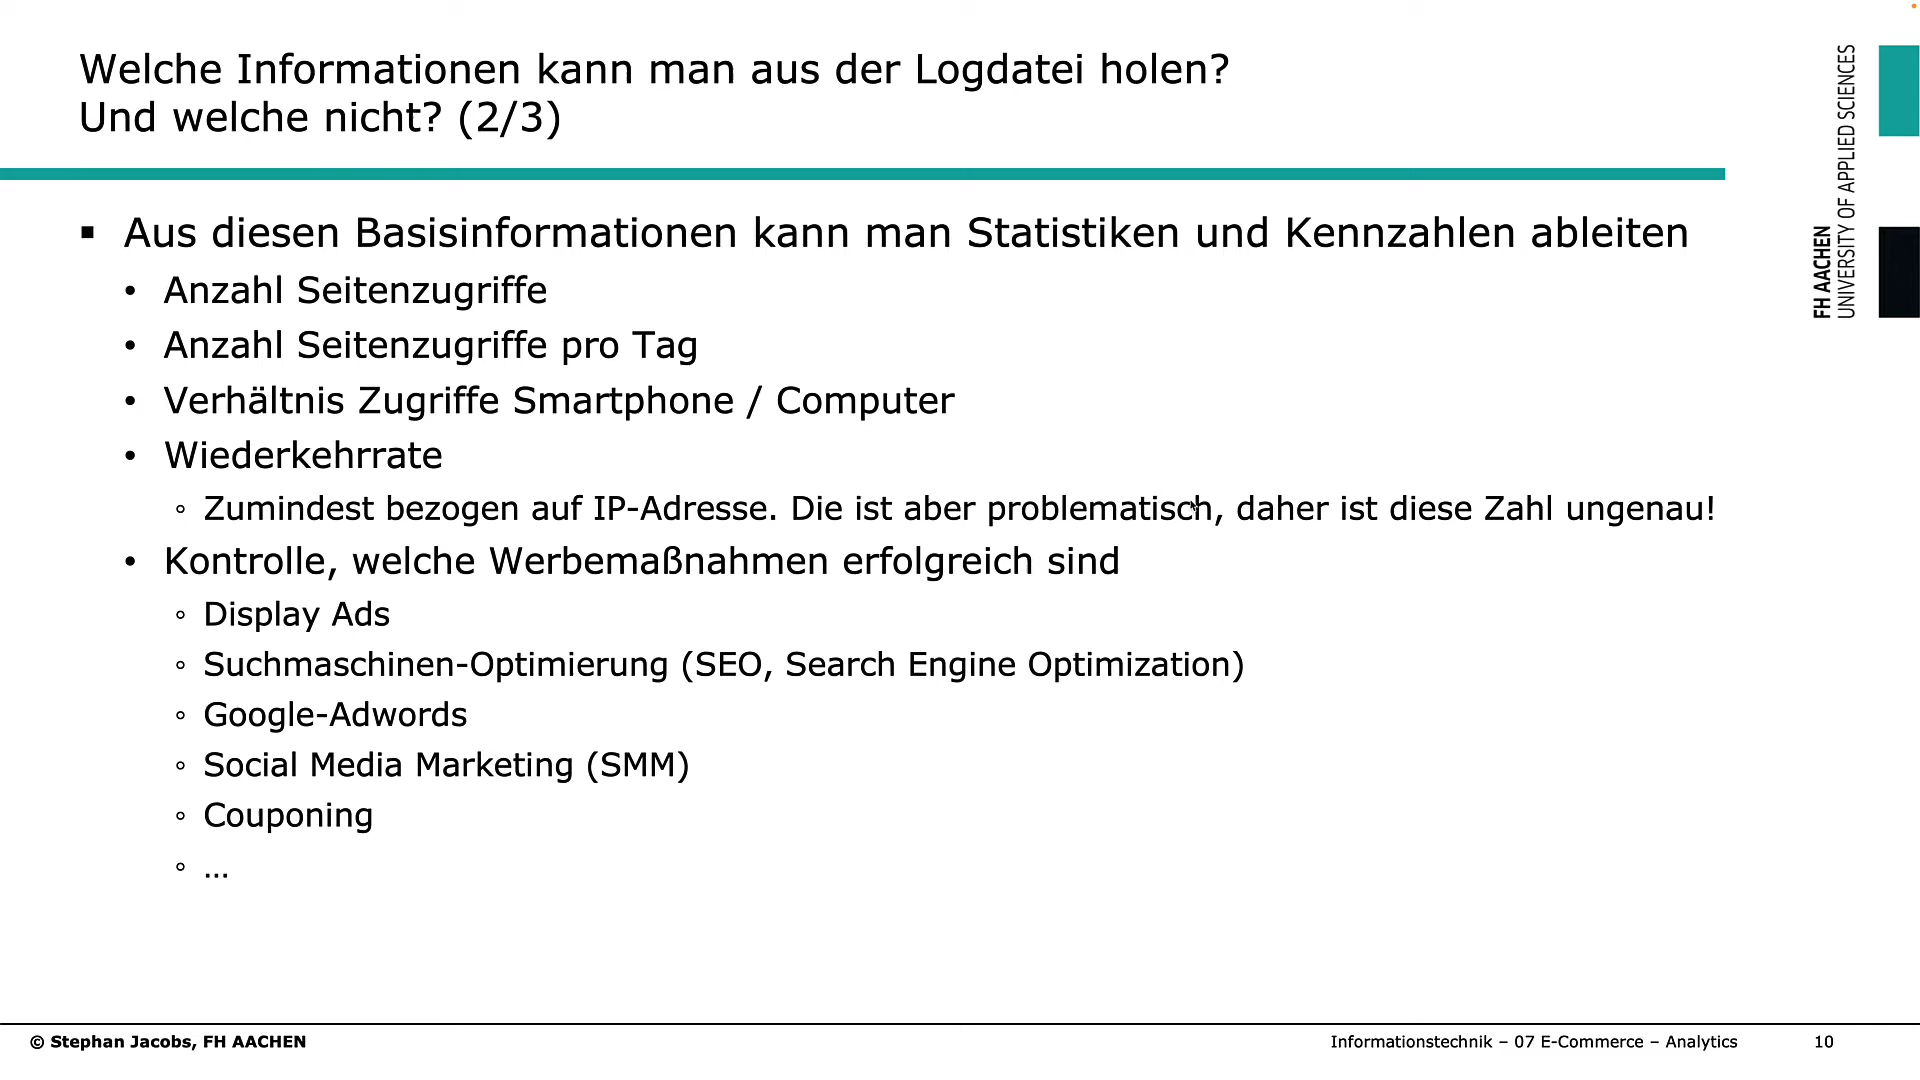 Welche Informationen kann man aus der Logdatei holen?
Und welche nicht? (2/3)
▪ Aus diesen Basisinformationen kann man Statistiken und Kennzahlen ableiten
• Anzahl Seitenzugriffe
• Anzahl Seitenzugriffe pro Tag
• Verhältnis Zugriffe Smartphone / Computer
• Wiederkehrrate
◦ Zumindest bezogen auf IP-Adresse. Die ist aber problematisch, daher ist diese Zahl ungenau!
• Kontrolle, welche Werbemaßnahmen erfolgreich sind
◦ Display Ads
◦ Suchmaschinen-Optimierung (SEO, Search Engine Optimization)
◦ Google-Adwords
◦ Social Media Marketing (SMM)
◦ Couponing
◦ …
FH AACHEN
UNIVERSITY OF APPLIED SCIENCES
© Stephan Jacobs, FH AACHEN
Informationstechnik – 07 E-Commerce – Analytics
10